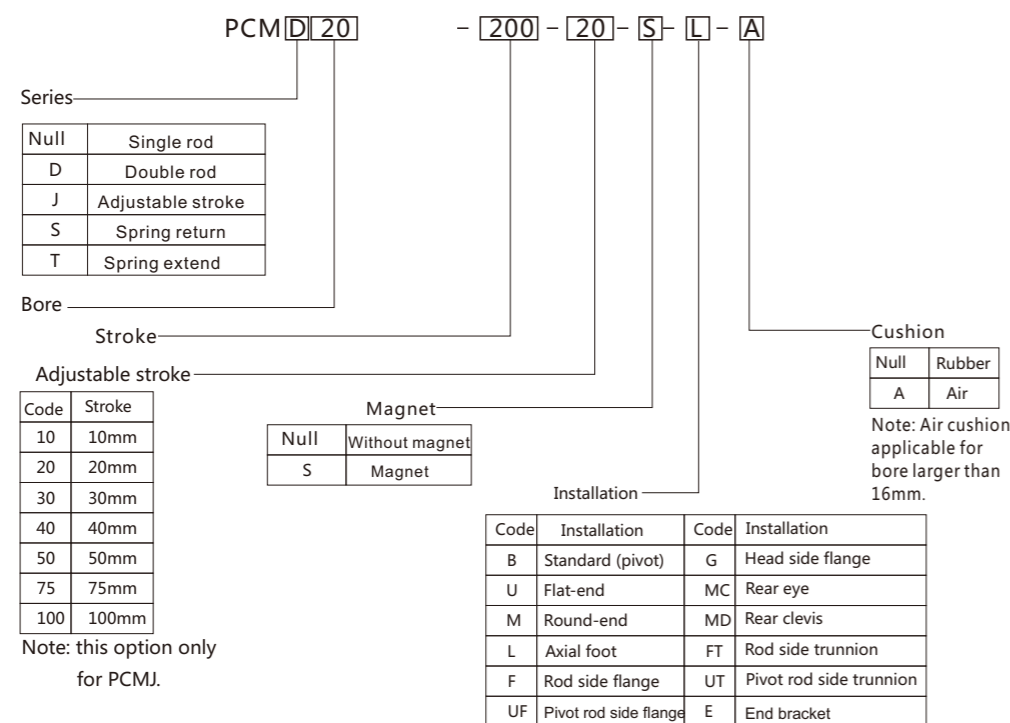 PCM D 20 - 200 - 20 - S - L - A
Series
Null Single rod
D Double rod
J Adjustable stroke
S Spring return
T Spring extend
Bore
Stroke
Adjustable stroke
Code Stroke
10 10mm
20 20mm
30 30mm
40 40mm
50 50mm
75 75mm
100 100mm
Note: this option only
for PCMJ.
Magnet
Null Without magnet
S Magnet
Cushion
Null Rubber
A Air
Note: Air cushion
applicable for
bore larger than
16mm.
Installation
Code Installation Code Installation
B Standard (pivot) G Head side flange
U Flat-end MC Rear eye
M Round-end MD Rear clevis
L Axial foot FT Rod side trunnion
F Rod side flange UT Pivot rod side trunnion
UF Pivot rod side flange E End bracket